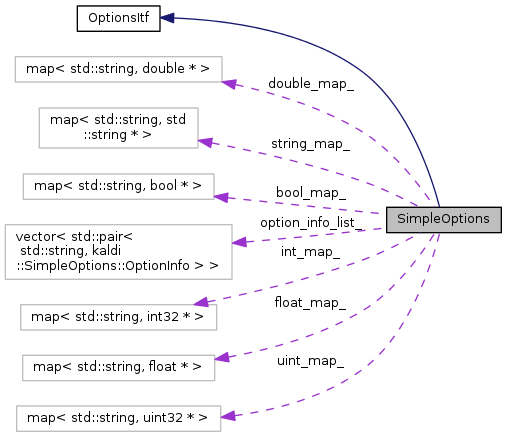 OptionsItf
map< std::string, double * >
double_map_
map< std::string, std
::string * >
string_map_
map< std::string, bool * >
bool_map_
SimpleOptions
option_info_list_
vector< std::pair<
std::string, kaldi
::SimpleOptions::OptionInfo > >
int_map_
map< std::string, int32 * >
float_map_
map< std::string, float * >
uint_map_
map< std::string, uint32 * >